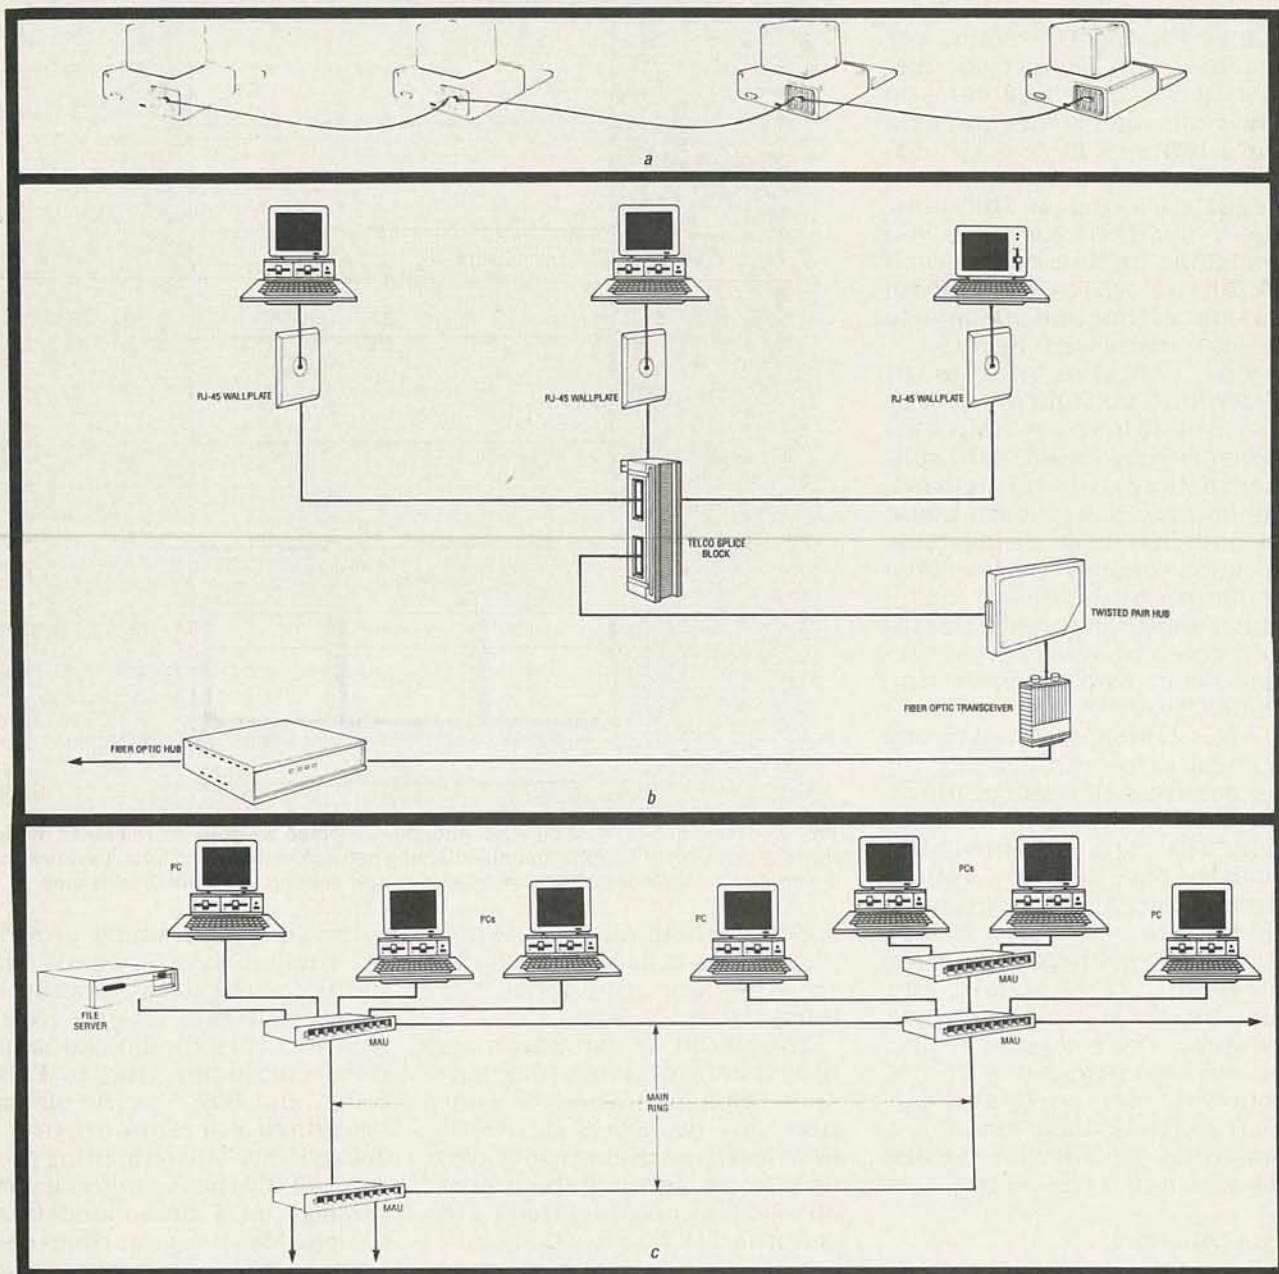 a
RJ-45 WALLPLATE
RJ-45 WALLPLATE
RJ-45 WALLPLATE
TELCO SPLICE
BLOCK
TWISTED PAIR HUB
FIBER OPTIC TRANSCEIVER
FIBER OPTIC HUB
b
PC
PCs
PCs
PC
PC
MAU
FILE
SERVER
MAU
MAU
MAIN
RING
MAU
c